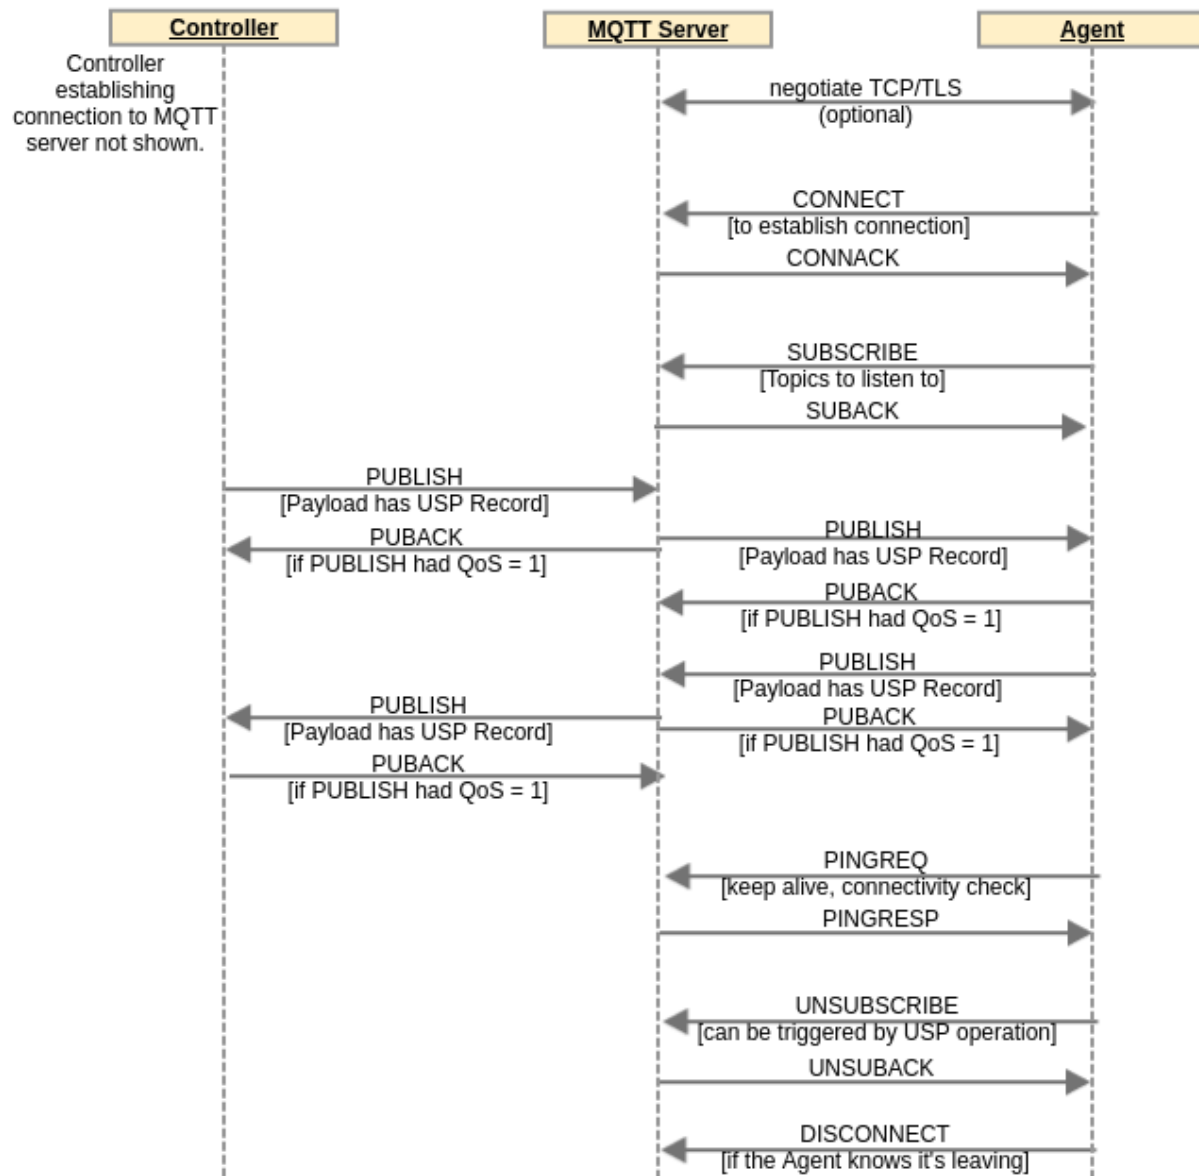 Controller
MQTT Server
Agent
Controller
establishing
connection to MQTT
server not shown.
negotiate TCP/TLS
(optional)
CONNECT
[to establish connection]
CONNACK
SUBSCRIBE
[Topics to listen to]
SUBACK
PUBLISH
[Payload has USP Record]
PUBACK
[if PUBLISH had QoS = 1]
PUBLISH
[Payload has USP Record]
PUBACK
[if PUBLISH had QoS = 1]
PUBLISH
[Payload has USP Record]
PUBLISH
[Payload has USP Record]
PUBACK
[if PUBLISH had QoS = 1]
PUBACK
[if PUBLISH had QoS = 1]
PINGREQ
[keep alive, connectivity check]
PINGRESP
UNSUBSCRIBE
[can be triggered by USP operation]
UNSUBACK
DISCONNECT
[if the Agent knows it's leaving]